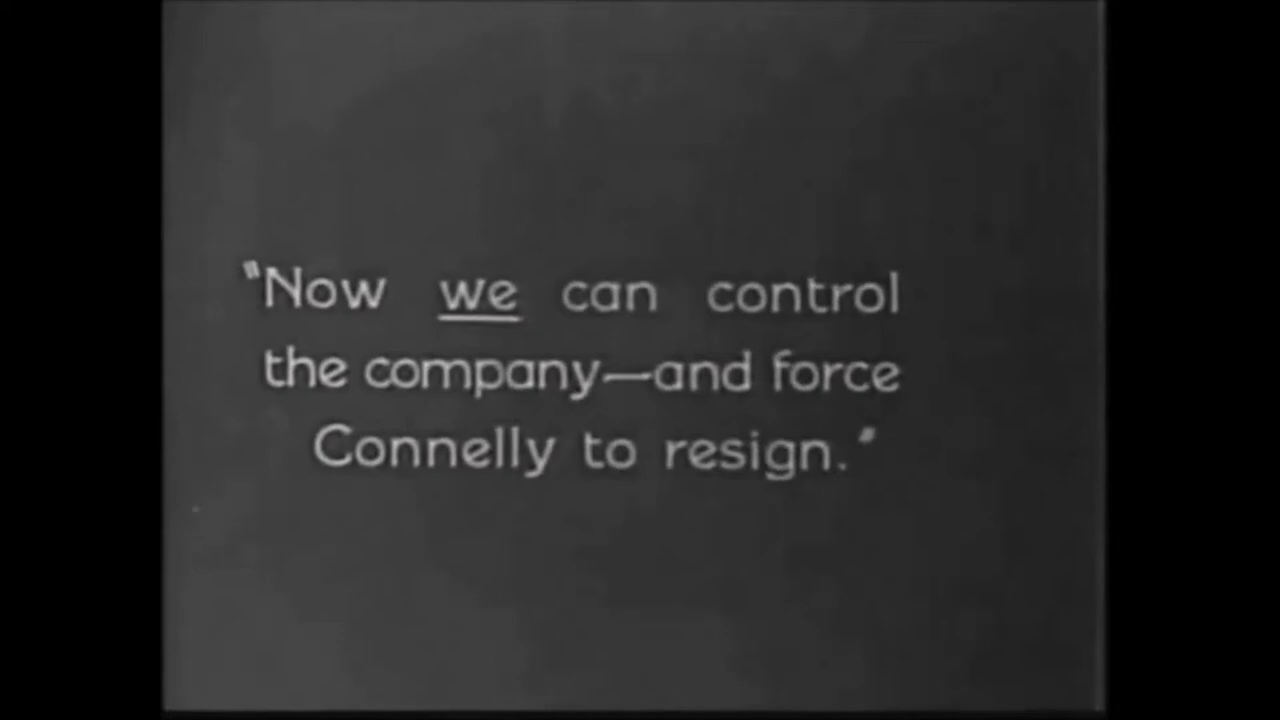 "Now we can control
the company—and force
Connelly to resign."